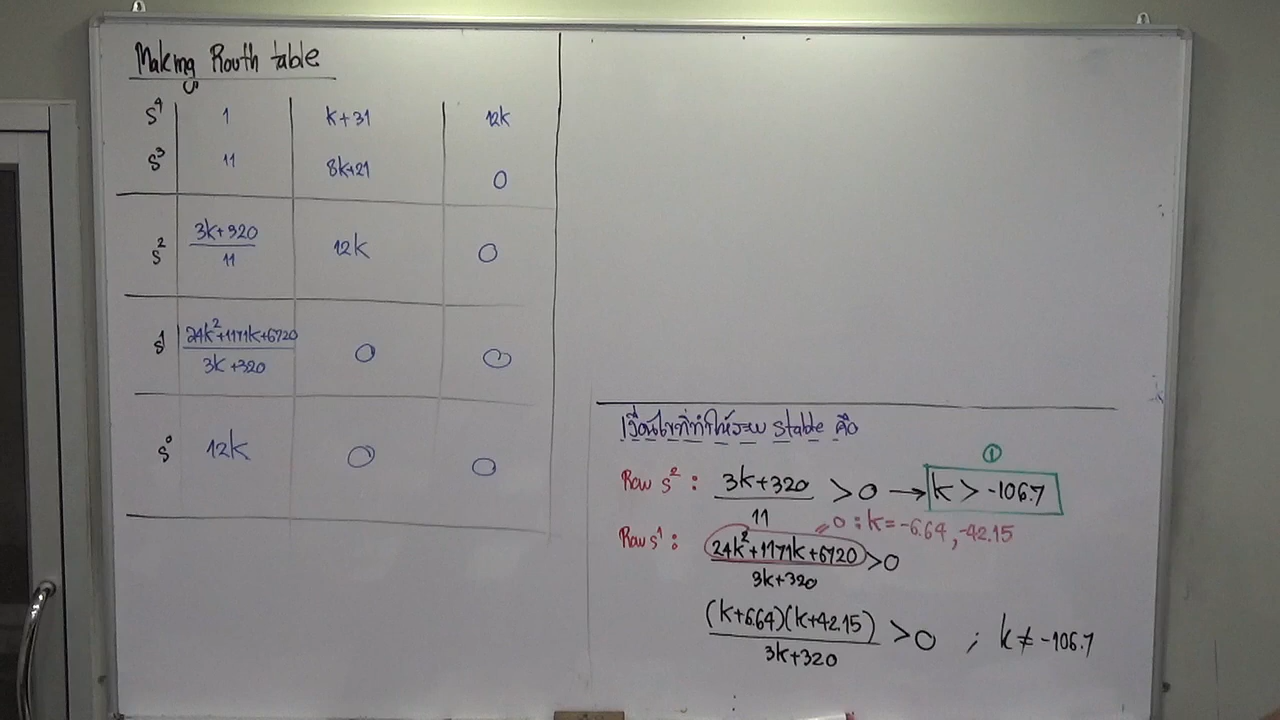 Making Routh table
s⁴ 1 k+31 12k
s³ 11 8k+21 0
s² 3k+320/11 12k 0
s¹ 24k²+1171k+6720/3k+320 0 0
s⁰ 12k 0 0
เงื่อนไขที่ทำให้ระบบ stable คือ
①
Row s² : 3k+320/11 >0 → k > -106.7
=0 : k = -6.64, -42.15
Row s¹ : 24k²+1171k+6720/3k+320 >0
(k+6.64)(k+42.15)/3k+320 >0 ; k ≠ -106.7